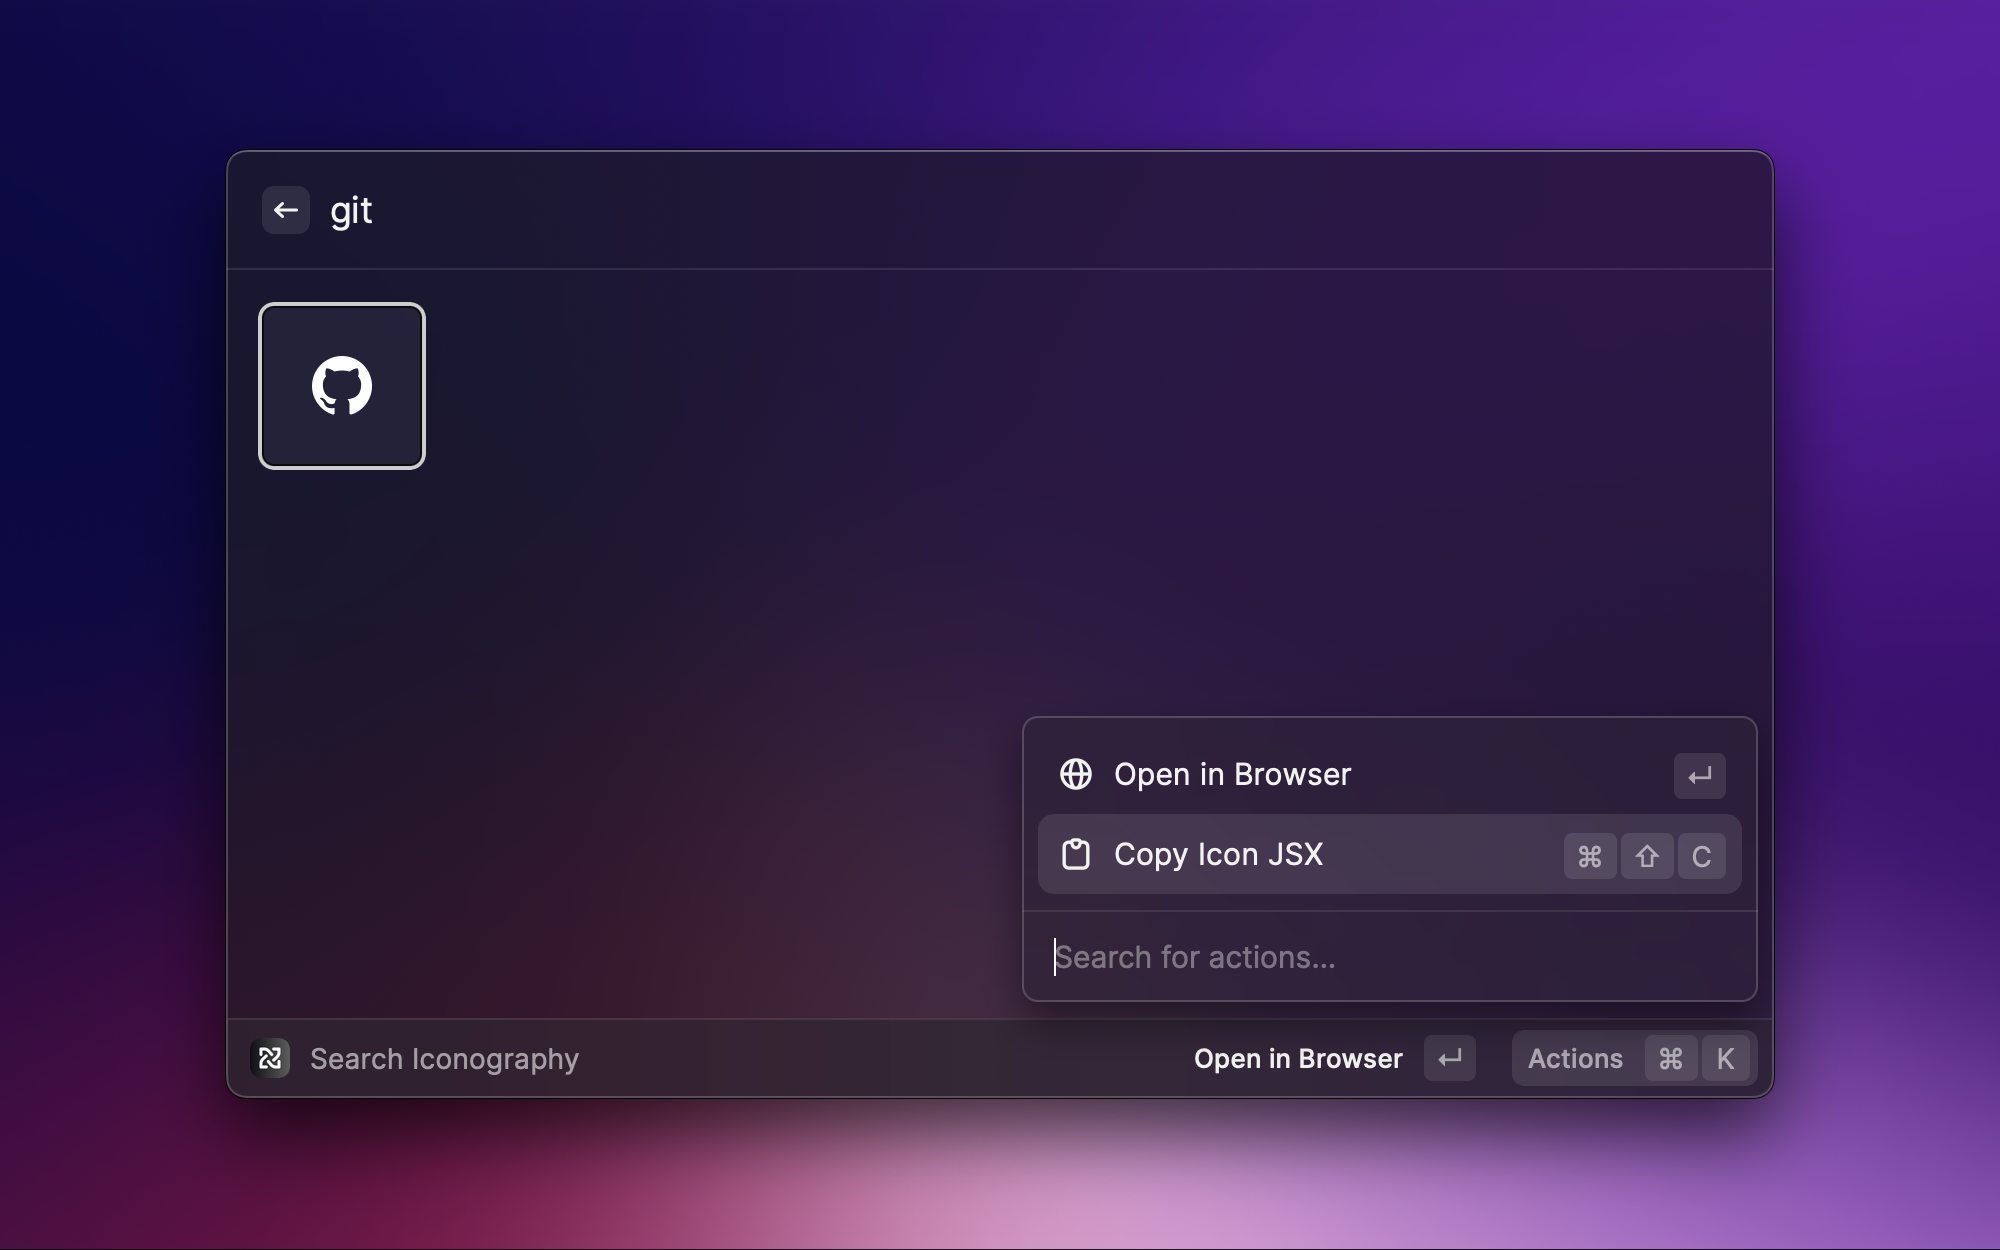 git
Open in Browser
Copy Icon JSX ⌘ ⇧ C
Search for actions...
Search Iconography
Open in Browser
Actions ⌘ K